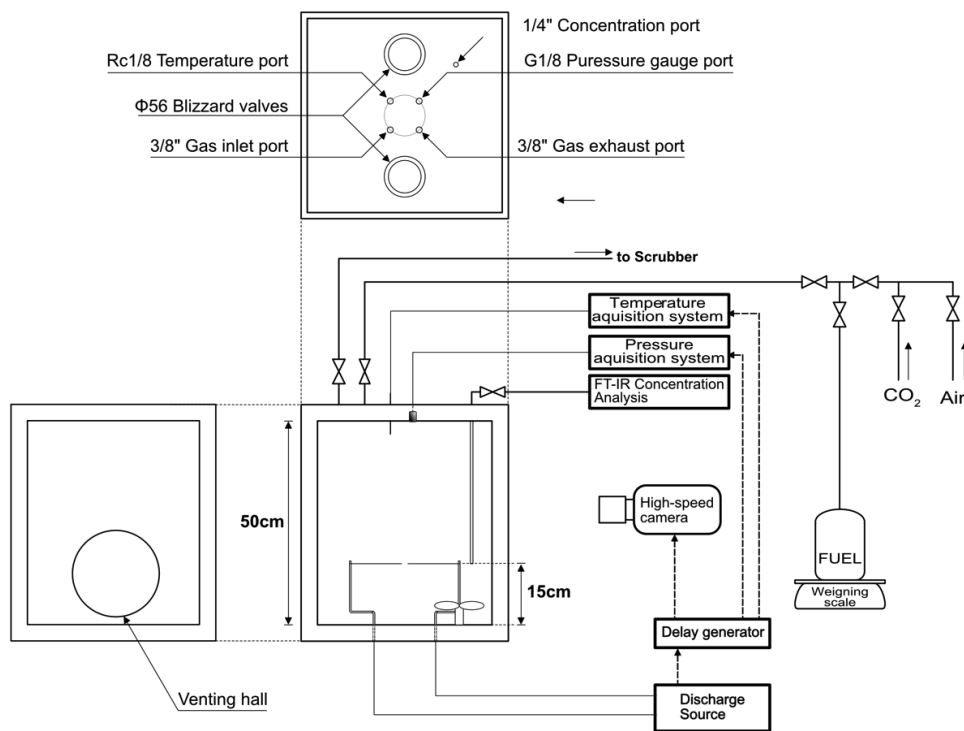 1/4" Concentration port
Rc1/8 Temperature port
G1/8 Puressure gauge port
Φ56 Blizzard valves
3/8" Gas inlet port
3/8" Gas exhaust port
to Scrubber
Temperature
aquisition system
Pressure
aquisition system
FT-IR Concentration
Analysis
CO₂
Air
50cm
High-speed
camera
FUEL
Weigning
scale
15cm
Delay generator
Venting hall
Discharge
Source